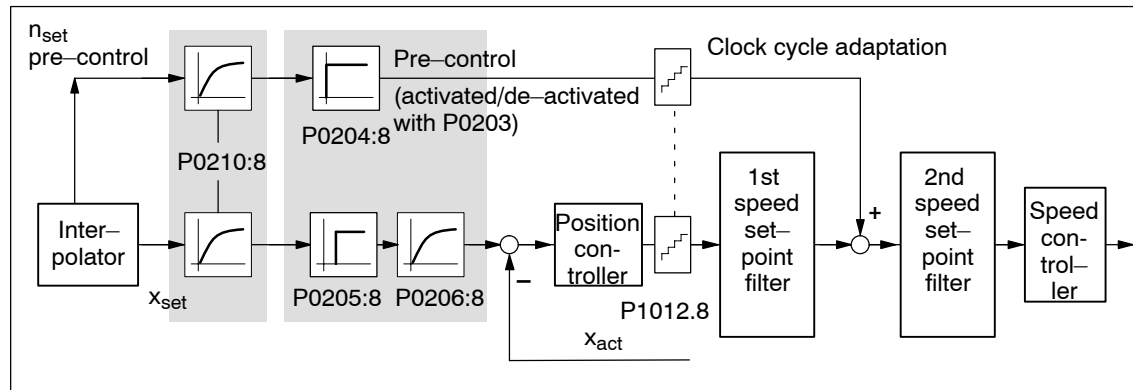 n_set
pre–control
Pre–control
(activated/de–activated
with P0203)
Clock cycle adaptation
P0204:8
P0210:8
Inter–
polator
x_set
P0205:8
P0206:8
–
Position
con-
troller
P1012.8
x_act
1st
speed
set–
point
filter
+
2nd
speed
set–
point
filter
Speed
con-
trol–
ler